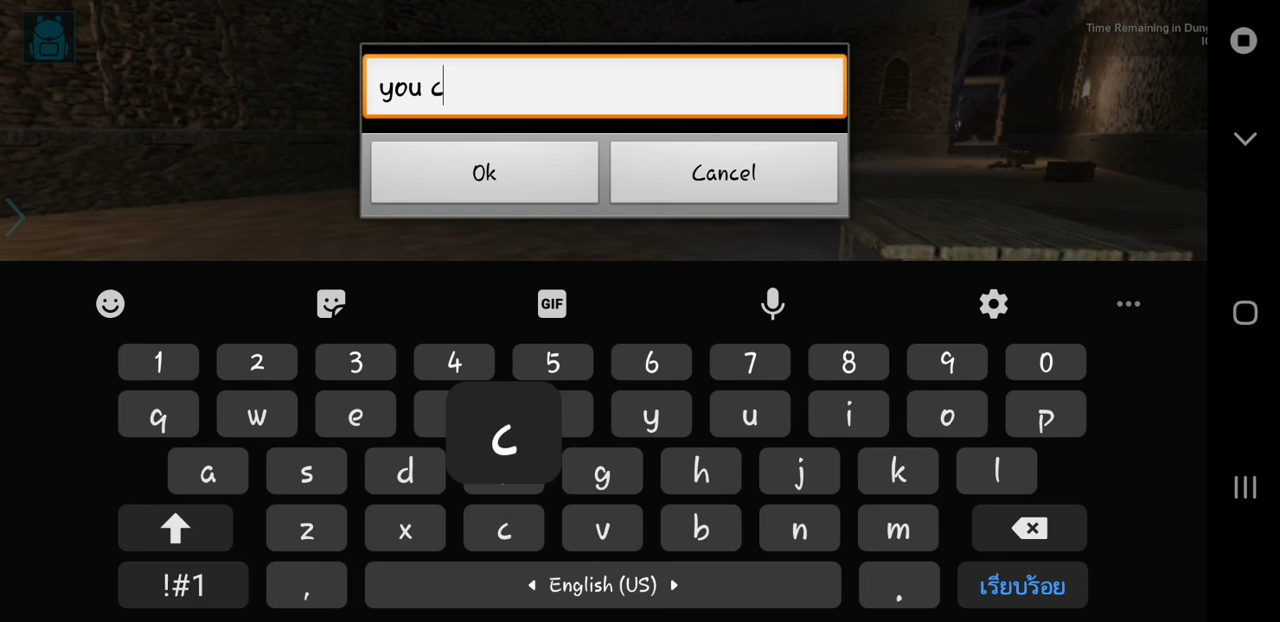 Time Remaining in Dung
10
you c
Ok Cancel
GIF
1 2 3 4 5 6 7 8 9 0
q w e y u i o p
c
a s d g h j k l
z x c v b n m
!#1 , English (US) . เรียบร้อย